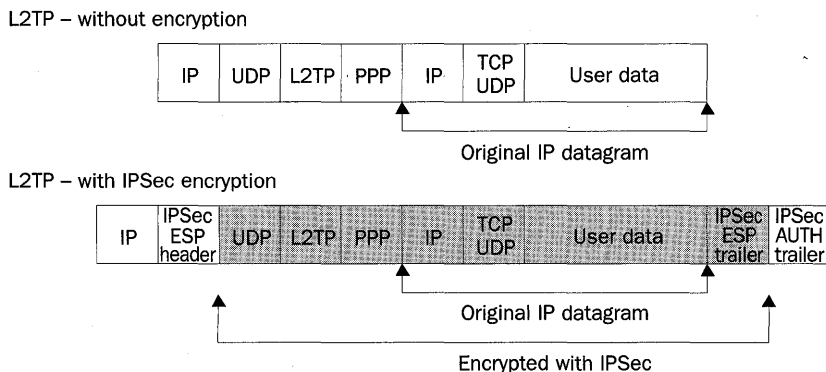 L2TP – without encryption
IP UDP L2TP PPP IP TCP UDP User data
Original IP datagram
L2TP – with IPSec encryption
IP IPSec ESP header UDP L2TP PPP IP TCP UDP User data IPSec ESP trailer IPSec AUTH trailer
Original IP datagram
Encrypted with IPSec